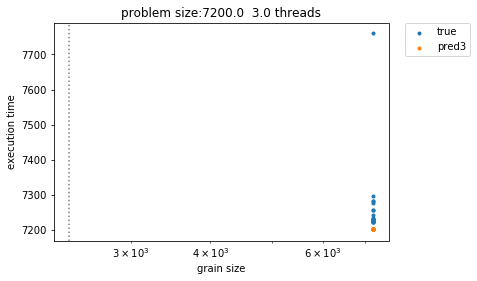 problem size:7200.0  3.0 threads
true
pred3
7700
7600
7500
7400
7300
7200
execution time
3 × 10³
4 × 10³
6 × 10³
grain size